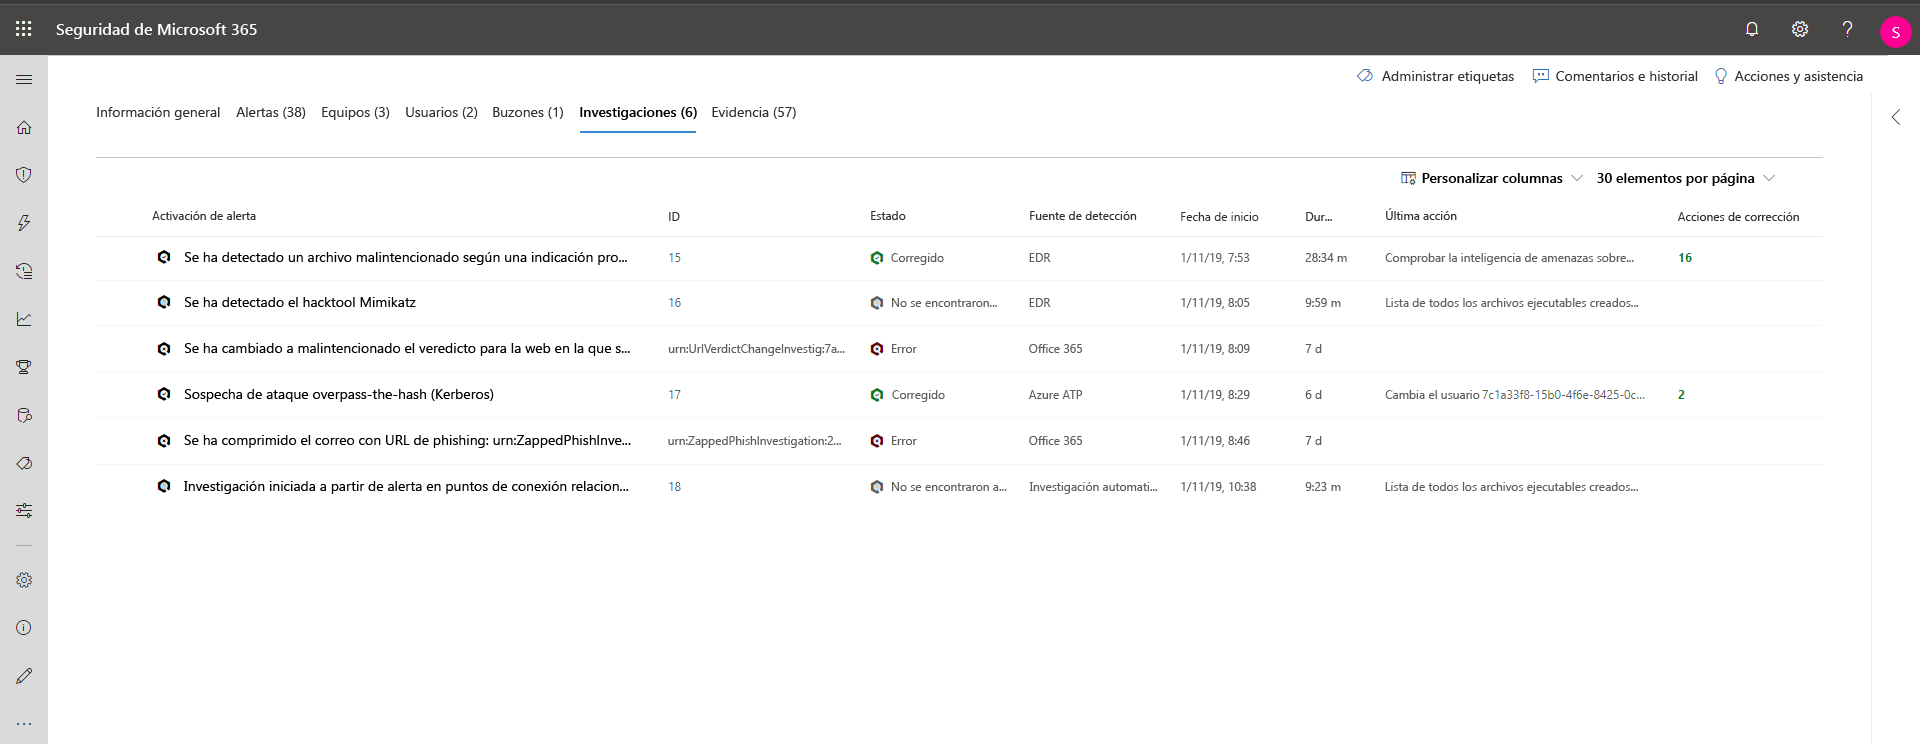 Seguridad de Microsoft 365
S
Administrar etiquetas Comentarios e historial Acciones y asistencia
Información general Alertas (38) Equipos (3) Usuarios (2) Buzones (1) Investigaciones (6) Evidencia (57)
Personalizar columnas 30 elementos por página
Activación de alerta ID Estado Fuente de detección Fecha de inicio Dur... Última acción Acciones de corrección
Se ha detectado un archivo malintencionado según una indicación pro... 15 Corregido EDR 1/11/19, 7:53 28:34 m Comprobar la inteligencia de amenazas sobre... 16
Se ha detectado el hacktool Mimikatz 16 No se encontraron... EDR 1/11/19, 8:05 9:59 m Lista de todos los archivos ejecutables creados...
Se ha cambiado a malintencionado el veredicto para la web en la que s... urn:UrlVerdictChangeInvestig:7a... Error Office 365 1/11/19, 8:09 7 d
Sospecha de ataque overpass-the-hash (Kerberos) 17 Corregido Azure ATP 1/11/19, 8:29 6 d Cambia el usuario 7c1a33f8-15b0-4f6e-8425-0c... 2
Se ha comprimido el correo con URL de phishing: urn:ZappedPhishInve... urn:ZappedPhishInvestigation:2... Error Office 365 1/11/19, 8:46 7 d
Investigación iniciada a partir de alerta en puntos de conexión relacion... 18 No se encontraron a... Investigación automati... 1/11/19, 10:38 9:23 m Lista de todos los archivos ejecutables creados...